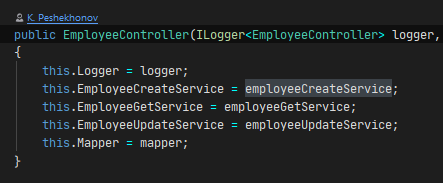 K. Peshekhonov
public EmployeeController(ILogger<EmployeeController> logger,
{
this.Logger = logger;
this.EmployeeCreateService = employeeCreateService;
this.EmployeeGetService = employeeGetService;
this.EmployeeUpdateService = employeeUpdateService;
this.Mapper = mapper;
}